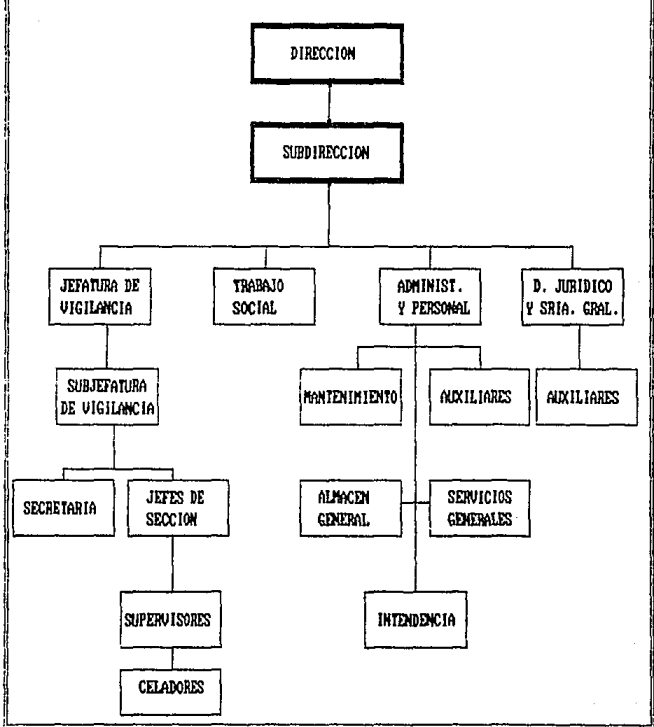 DIRECCION
SUBDIRECCION
JEFATURA DE
VIGILANCIA
TRABAJO
SOCIAL
ADMINIST.
Y PERSONAL
D. JURIDICO
Y SRIA. GRAL.
SUBJEFATURA
DE VIGILANCIA
MANTENIMIENTO
AUXILIARES
AUXILIARES
SECRETARIA
JEFES DE
SECCION
ALMACEN
GENERAL
SERVICIOS
GENERALES
SUPERVISORES
INTENDENCIA
CELADORES